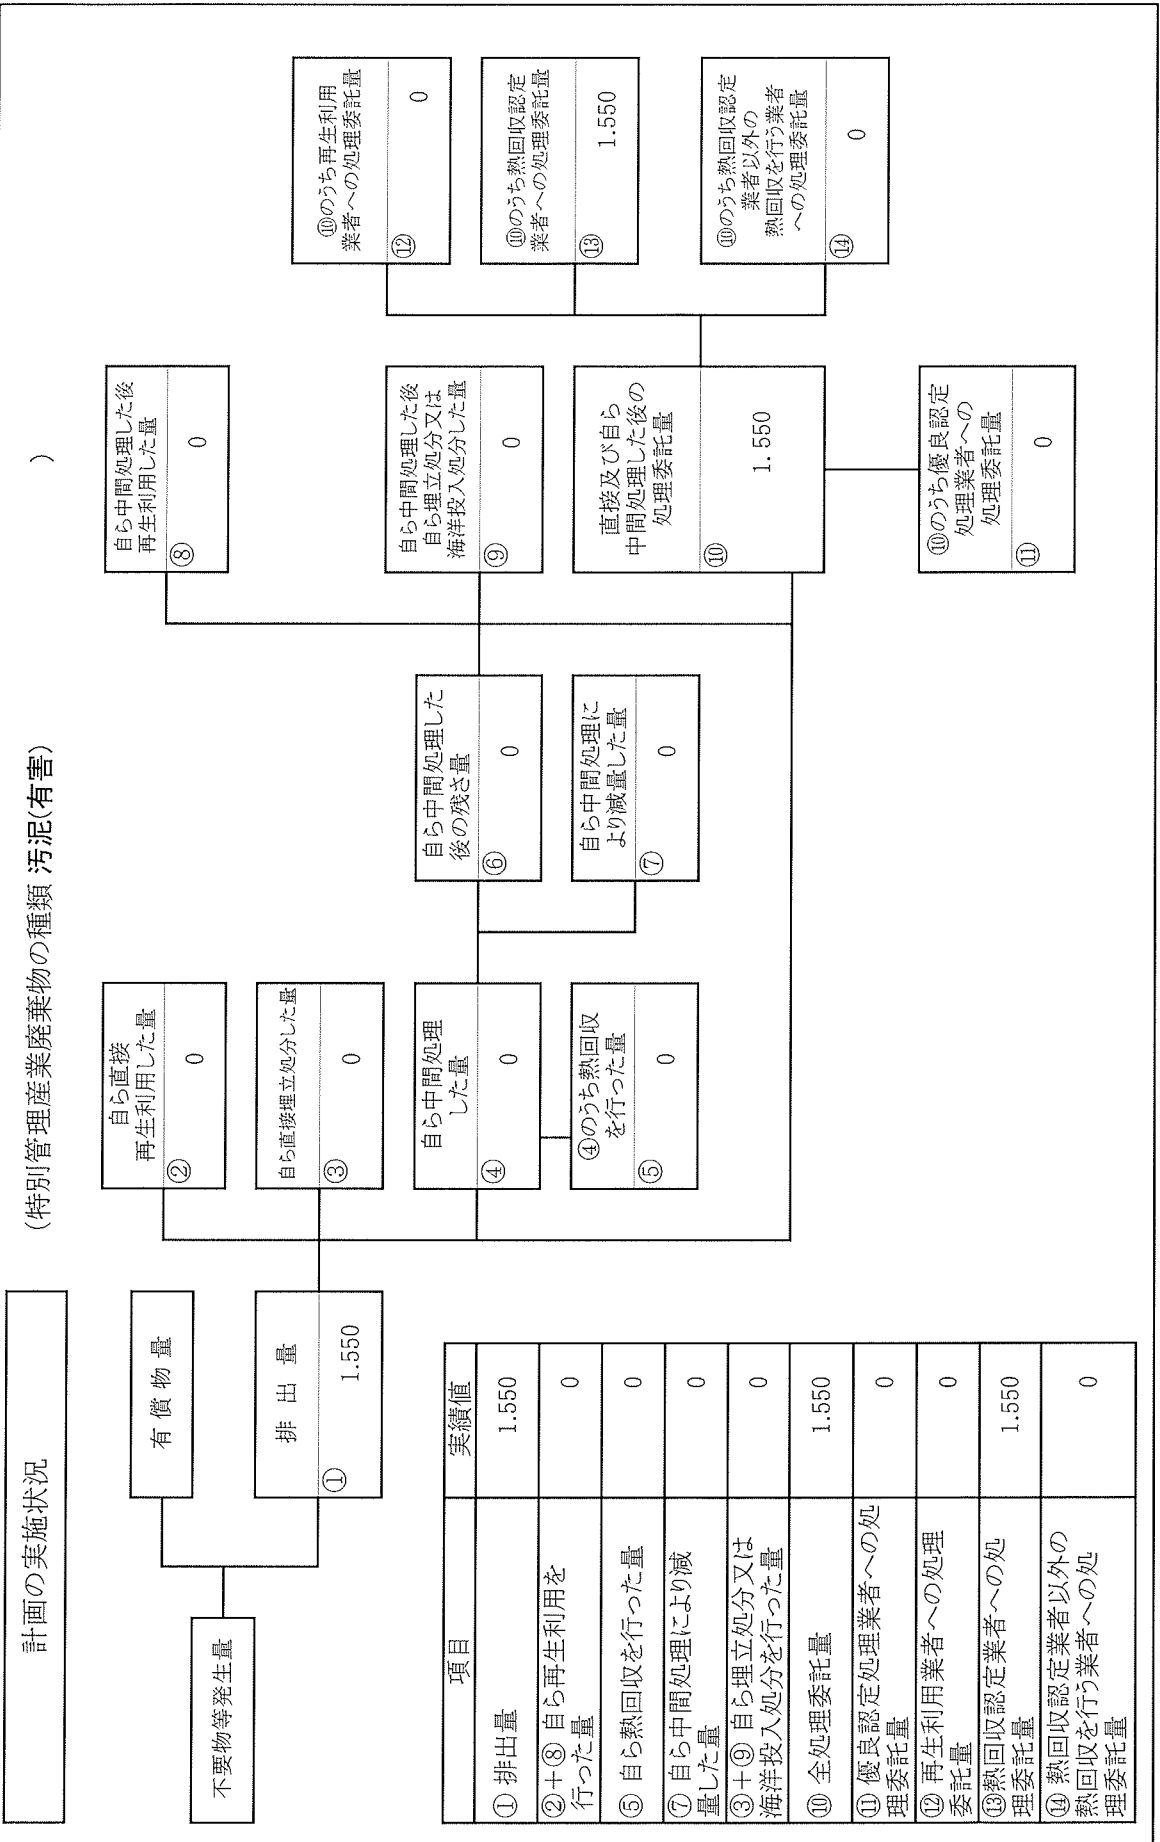 計画の実施状況
(特別管理産業廃棄物の種類 汚泥(有害)
)
不要物等発生量
有 償 物 量
排 出 量
①
1.550
自ら直接
再生利用した量
②
0
自ら直接埋立処分した量
③
0
自ら中間処理
した量
④
0
④のうち熱回収
を行った量
⑤
0
自ら中間処理した
後の残さ量
⑥
0
自ら中間処理に
より減量した量
⑦
0
自ら中間処理した後
再生利用した量
⑧
0
自ら中間処理した後
自ら埋立処分又は
海洋投入処分した量
⑨
0
直接及び自ら
中間処理した後の
処理委託量
⑩
1.550
⑩のうち優良認定
処理業者への
処理委託量
⑪
0
⑩のうち再生利用
業者への処理委託量
⑫
0
⑩のうち熱回収認定
業者への処理委託量
⑬
1.550
⑩のうち熱回収認定
業者以外の
熱回収を行う業者
への処理委託量
⑭
0
項目 実績値
① 排出量 1.550
②+⑧ 自ら再生利用を
行った量 0
⑤ 自ら熱回収を行った量 0
⑦ 自ら中間処理により減
量した量 0
③+⑨ 自ら埋立処分又は
海洋投入処分を行った量 0
⑩ 全処理委託量 1.550
⑪ 優良認定処理業者への処
理委託量 0
⑫ 再生利用業者への処理
委託量 0
⑬熱回収認定業者への処
理委託量 1.550
⑭ 熱回収認定業者以外の
熱回収を行う業者への処
理委託量 0